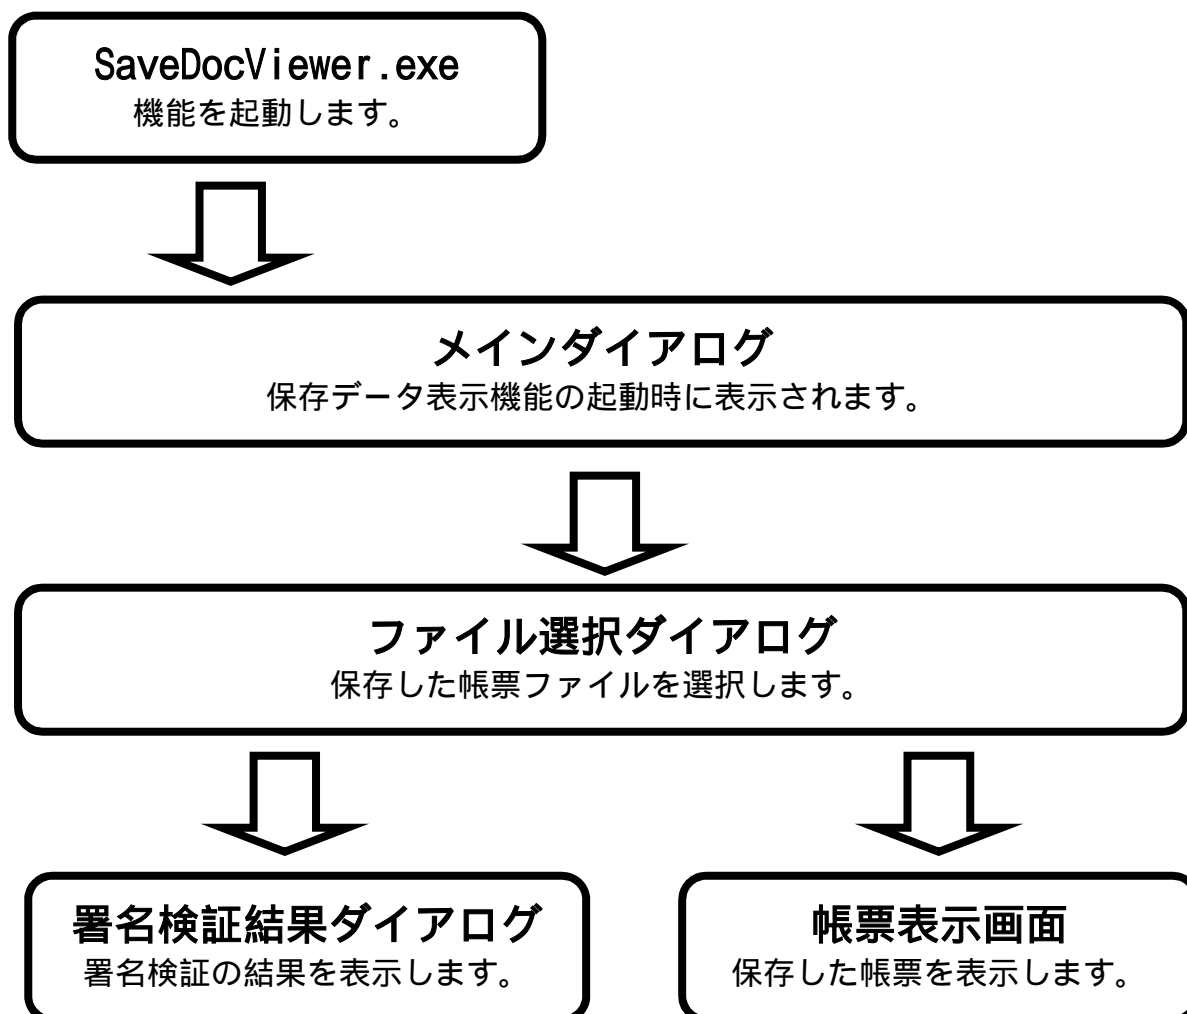 SaveDocViewer.exe
機能を起動します。
メインダイアログ
保存データ表示機能の起動時に表示されます。
ファイル選択ダイアログ
保存した帳票ファイルを選択します。
署名検証結果ダイアログ
署名検証の結果を表示します。
帳票表示画面
保存した帳票を表示します。